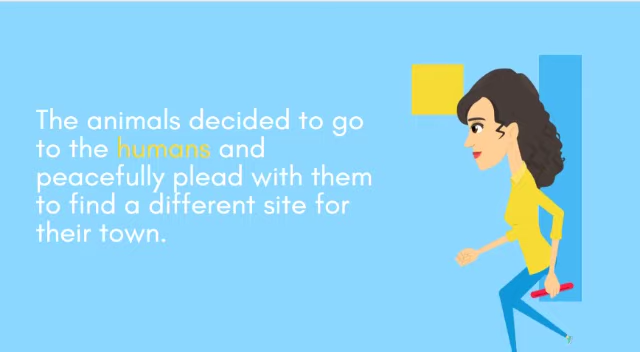 The animals decided to go
to the humans and
peacefully plead with them
to find a different site for
their town.